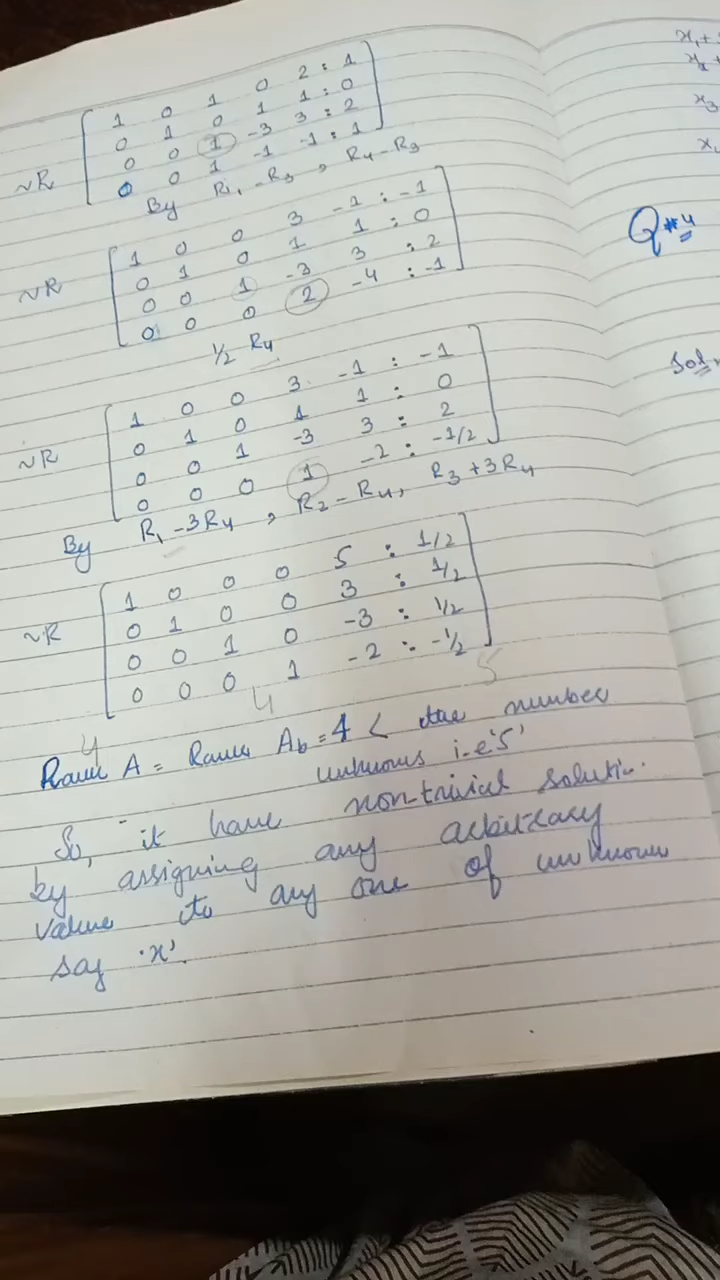 1 0 1 0 2 : 1
0 1 0 1 1 : 0
0 0 1 -3 3 : 2
~R 0 0 1 -1 -1 : 1
By R₁ - R₃ , R₄ - R₃
1 0 0 3 -1 : -1
0 1 0 1 1 : 0
~R 0 0 1 -3 3 : 2
0 0 0 2 -4 : -1
1/2 R₄
1 0 0 3 -1 : -1
0 1 0 1 1 : 0
~R 0 0 1 -3 3 : 2
0 0 0 1 -2 : -1/2
By R₁ - 3R₄ , R₂ - R₄, R₃ + 3R₄
1 0 0 0 5 : 1/2
0 1 0 0 3 : 1/2
~R 0 0 1 0 -3 : 1/2
0 0 0 1 -2 : -1/2
4 4 5
Rank A = Rank Ab = 4 < the number
unknowns i.e '5'
So, it have non-trivial solution
by assigning any arbitrary
value to any one of unknown
say 'x'.
x₁ +
x₃
Q#4
Sol